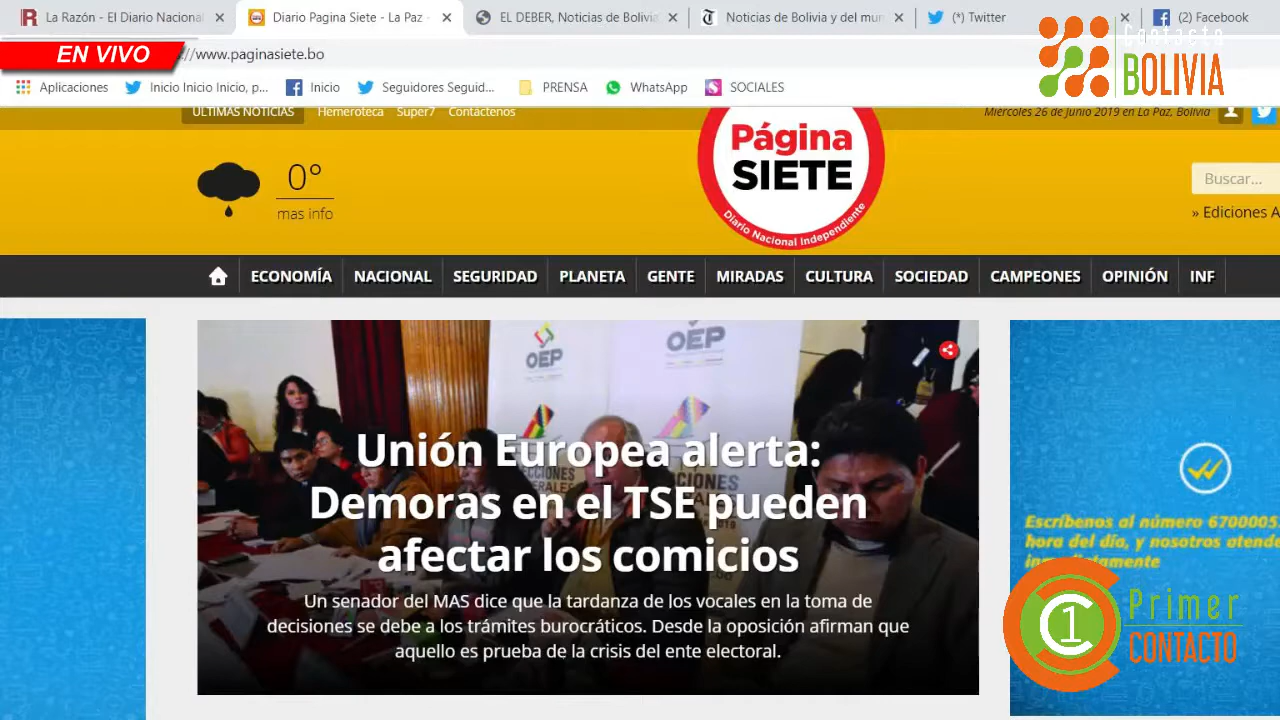 La Razón - El Diario Nacional
Diario Pagina Siete - La Paz -
EL DEBER, Noticias de Bolivia
Noticias de Bolivia y del mun
(*) Twitter
(2) Facebook
EN VIVO
//www.paginasiete.bo
Contacto
BOLIVIA
Aplicaciones
Inicio Inicio Inicio, p...
Inicio
Seguidores Seguid...
PRENSA
WhatsApp
SOCIALES
ÚLTIMAS NOTICIAS
Hemeroteca
Super7
Contáctenos
Miércoles 26 de Junio 2019 en La Paz, Bolivia
0°
mas info
Página
SIETE
Diario Nacional Independiente
Buscar...
» Ediciones A
ECONOMÍA
NACIONAL
SEGURIDAD
PLANETA
GENTE
MIRADAS
CULTURA
SOCIEDAD
CAMPEONES
OPINIÓN
INF
OEP
OEP
Unión Europea alerta:
Demoras en el TSE pueden
afectar los comicios
Un senador del MAS dice que la tardanza de los vocales en la toma de
decisiones se debe a los trámites burocráticos. Desde la oposición afirman que
aquello es prueba de la crisis del ente electoral.
Escríbenos al número 6700005
hora del día, y nosotros atende
C1
Primer
CONTACTO